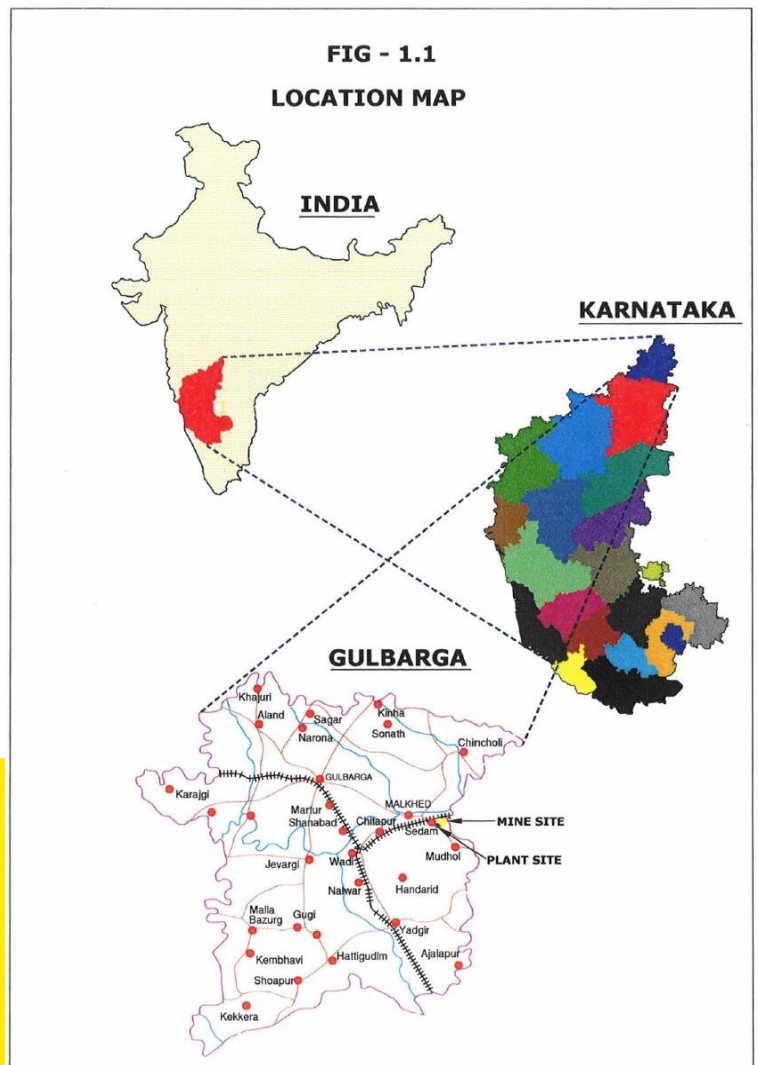 FIG - 1.1
LOCATION MAP
INDIA
KARNATAKA
GULBARGA
Khajuri
Aland
Sagar
Narona
Kinha
Sonath
Chincholi
GULBARGA
Karajgi
Martur
Shanabad
MALKHED
Chitapur
Sedam
MINE SITE
PLANT SITE
Mudhol
Wadi
Jevargi
Nalwar
Handarid
Malla
Bazurg
Gugi
Yadgir
Kembhavi
Hattigudim
Ajalapur
Shoapur
Kekkera